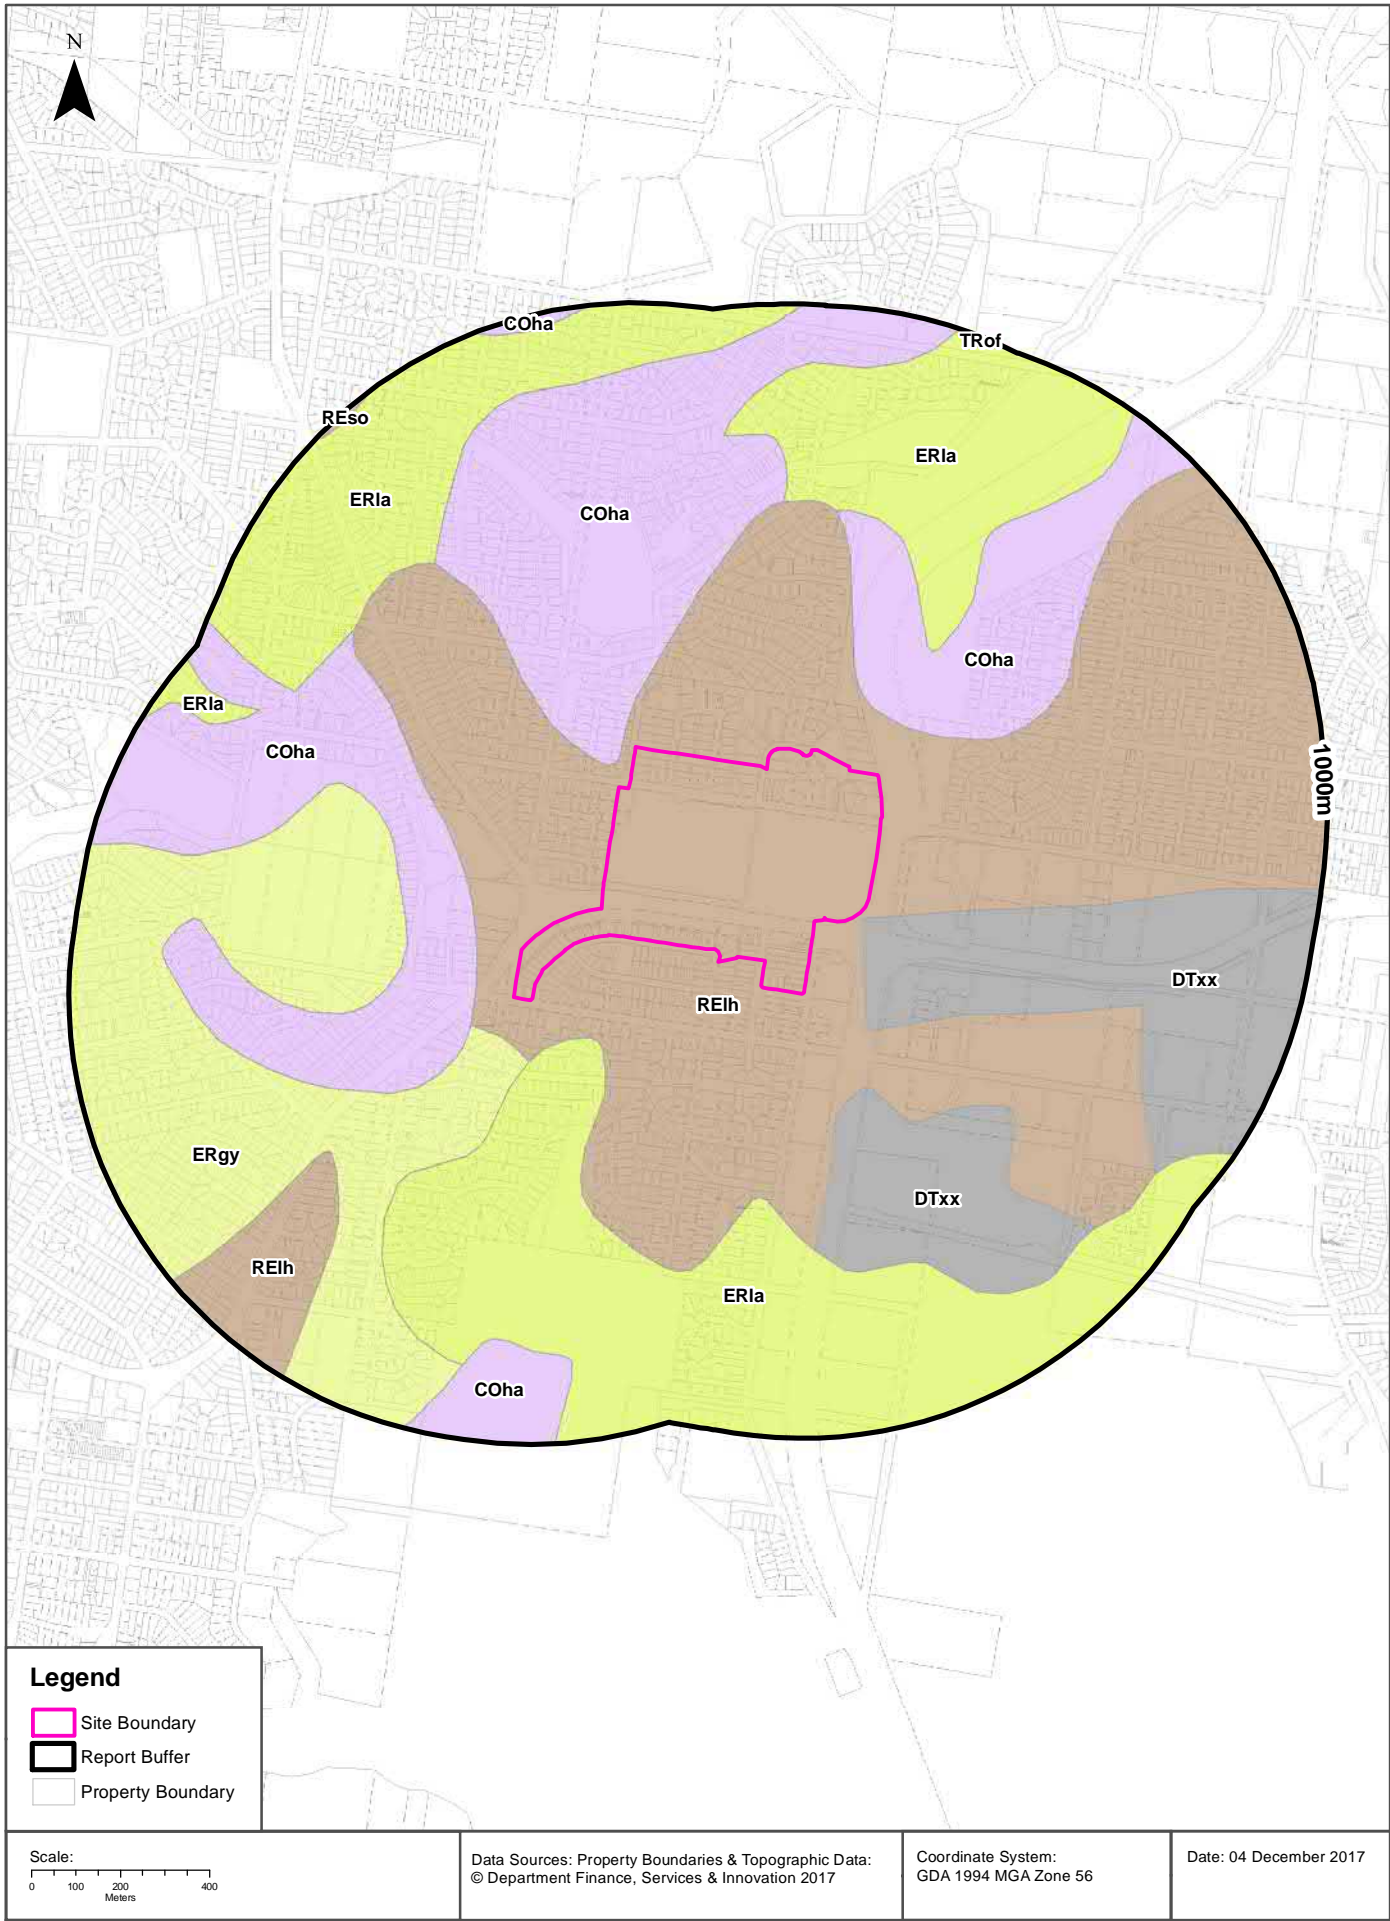 N
COha
TRof
REso
ERla
ERla
COha
COha
ERla
COha
1000m
DTxx
RElh
ERgy
DTxx
RElh
ERla
COha
Legend
Site Boundary
Report Buffer
Property Boundary
Scale:
0 100 200 400
Meters
Data Sources: Property Boundaries & Topographic Data:
© Department Finance, Services & Innovation 2017
Coordinate System:
GDA 1994 MGA Zone 56
Date: 04 December 2017